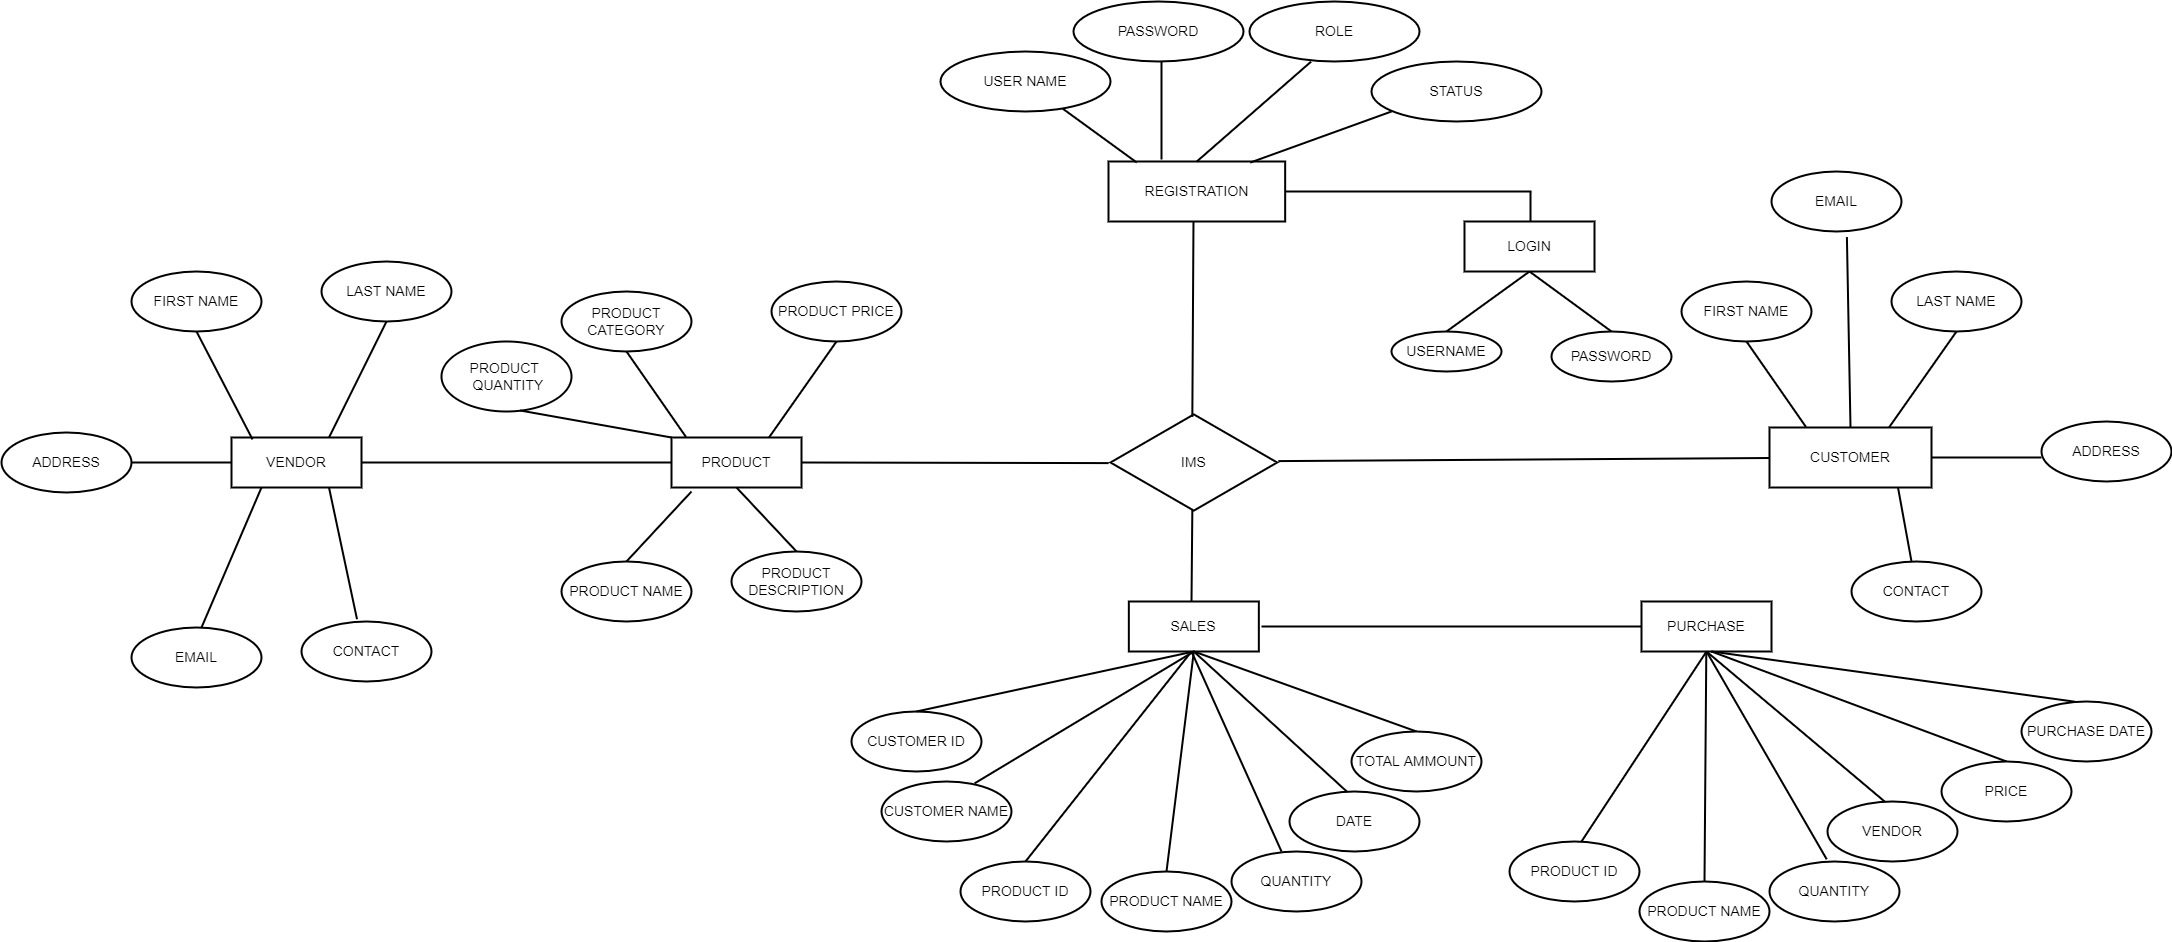 PASSWORD
ROLE
USER NAME
STATUS
REGISTRATION
EMAIL
LOGIN
FIRST NAME
LAST NAME
PRODUCT
CATEGORY
PRODUCT PRICE
FIRST NAME
LAST NAME
USERNAME
PASSWORD
PRODUCT
QUANTITY
ADDRESS
VENDOR
PRODUCT
IMS
CUSTOMER
ADDRESS
PRODUCT NAME
PRODUCT
DESCRIPTION
CONTACT
EMAIL
CONTACT
SALES
PURCHASE
CUSTOMER ID
TOTAL AMMOUNT
PURCHASE DATE
CUSTOMER NAME
DATE
PRICE
VENDOR
PRODUCT ID
PRODUCT NAME
QUANTITY
PRODUCT ID
PRODUCT NAME
QUANTITY